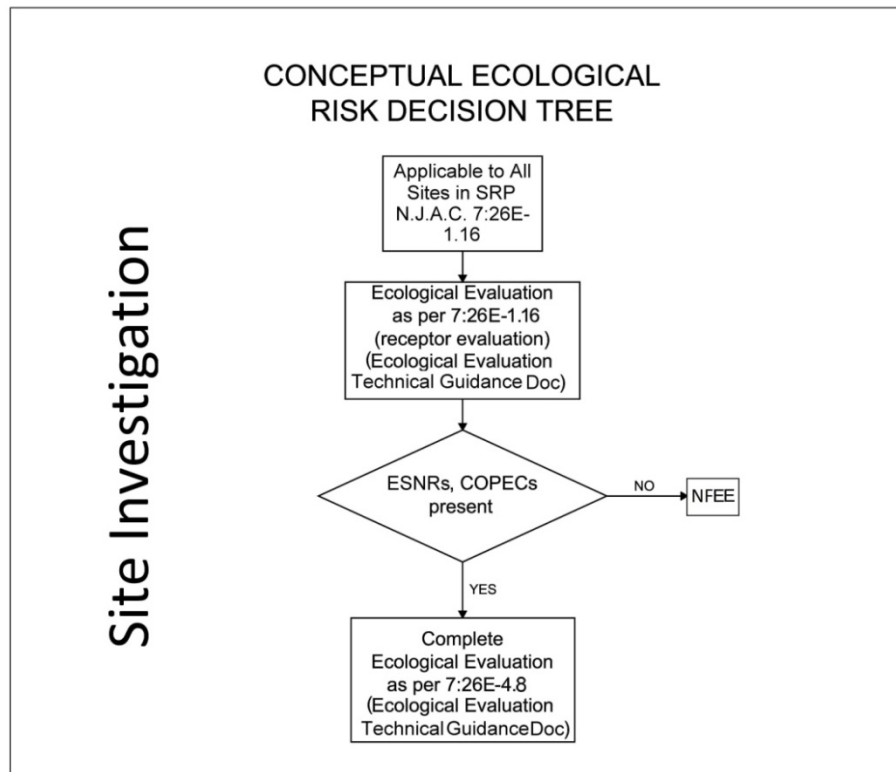 CONCEPTUAL ECOLOGICAL
RISK DECISION TREE
Site Investigation
Applicable to All
Sites in SRP
N.J.A.C. 7:26E-
1.16
Ecological Evaluation
as per 7:26E-1.16
(receptor evaluation)
(Ecological Evaluation
Technical Guidance Doc)
ESNRs, COPECs
present
NO
NFEE
YES
Complete
Ecological Evaluation
as per 7:26E-4.8
(Ecological Evaluation
Technical Guidance Doc)